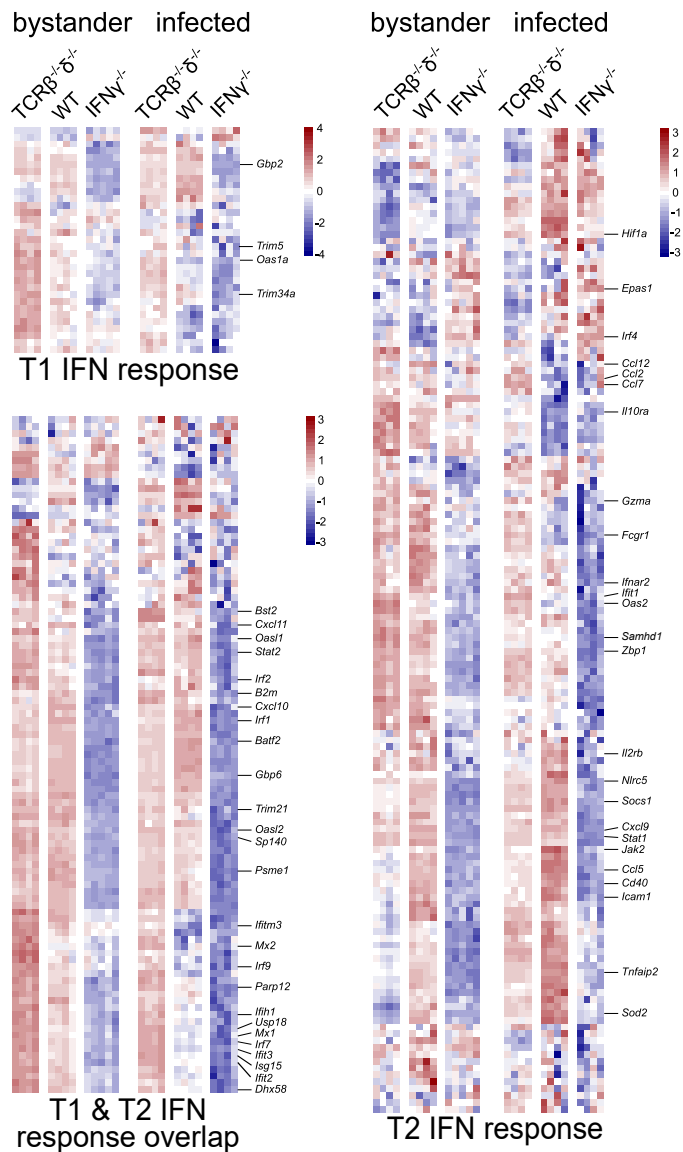 bystander infected
TCRβ-/-δ-/- WT IFNγ-/- TCRβ-/-δ-/- WT IFNγ-/-
4
2
0
-2
-4
Gbp2
Trim5
Oas1a
Trim34a
T1 IFN response
3
2
1
0
-1
-2
-3
Bst2
Cxcl11
Oasl1
Stat2
Irf2
B2m
Cxcl10
Irf1
Batf2
Gbp6
Trim21
Oasl2
Sp140
Psme1
Ifitm3
Mx2
Irf9
Parp12
Ifih1
Usp18
Mx1
Irf7
Ifit3
Isg15
Ifit2
Dhx58
T1 & T2 IFN
response overlap
bystander infected
TCRβ-/-δ-/- WT IFNγ-/- TCRβ-/-δ-/- WT IFNγ-/-
3
2
1
0
-1
-2
-3
Hif1a
Epas1
Irf4
Ccl12
Ccl2
Ccl7
Il10ra
Gzma
Fcgr1
Ifnar2
Ifit1
Oas2
Samhd1
Zbp1
Il2rb
Nlrc5
Socs1
Cxcl9
Stat1
Jak2
Ccl5
Cd40
Icam1
Tnfaip2
Sod2
T2 IFN response